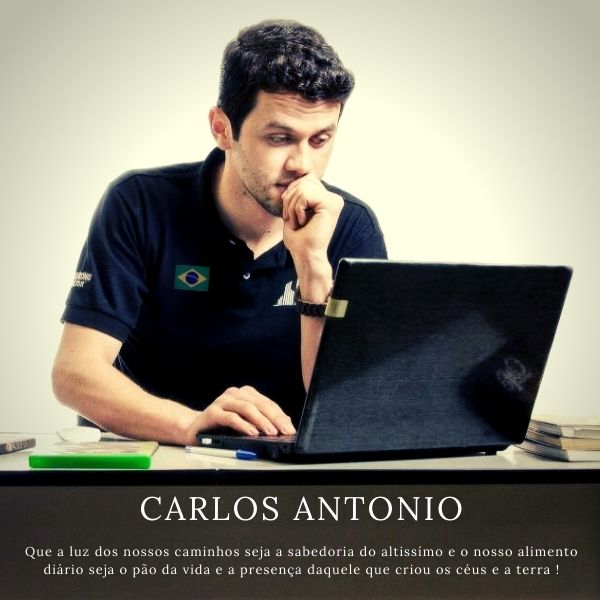 CARLOS ANTONIO
Que a luz dos nossos caminhos seja a sabedoria do altissímo e o nosso alimento
diário seja o pão da vida e a presença daquele que criou os céus e a terra !